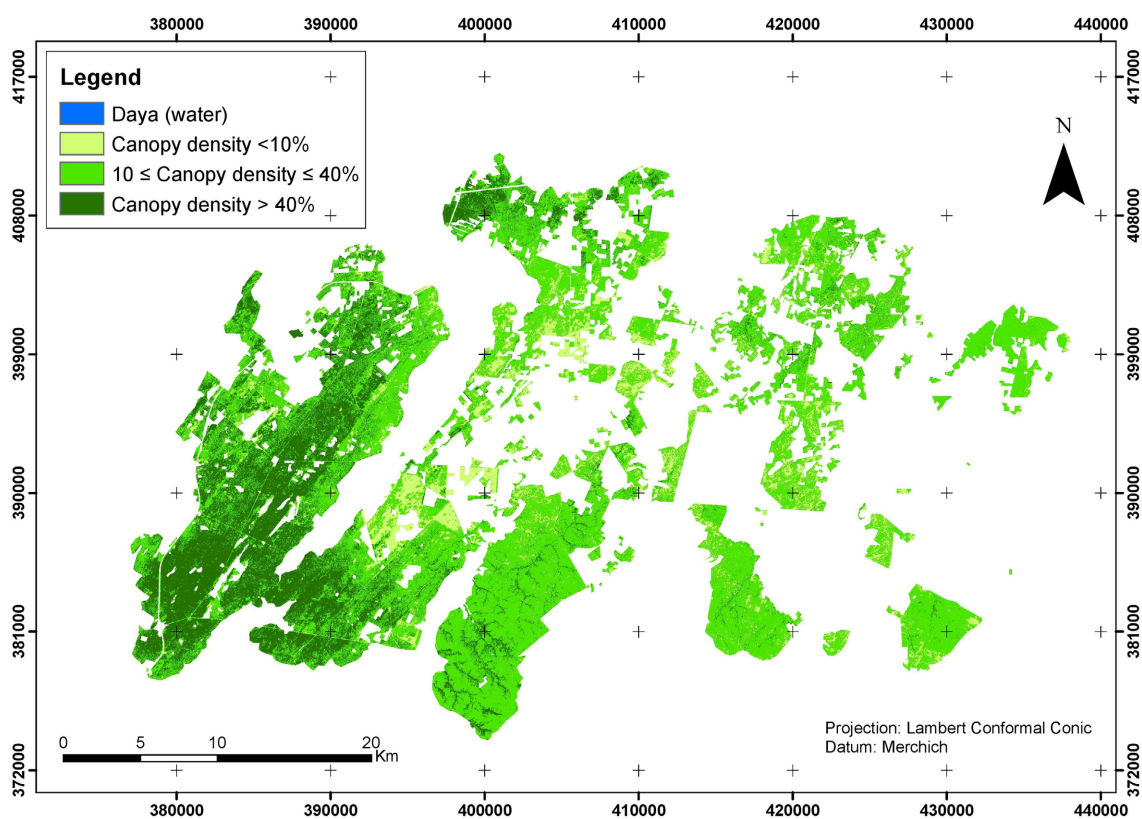 380000 390000 400000 410000 420000 430000 440000
417000 417000
Legend
Daya (water)
Canopy density <10%
10 ≤ Canopy density ≤ 40%
Canopy density > 40%
N
408000 408000
399000 399000
390000 390000
381000 381000
Projection: Lambert Conformal Conic
Datum: Merchich
0 5 10 20
Km
372000 372000
380000 390000 400000 410000 420000 430000 440000